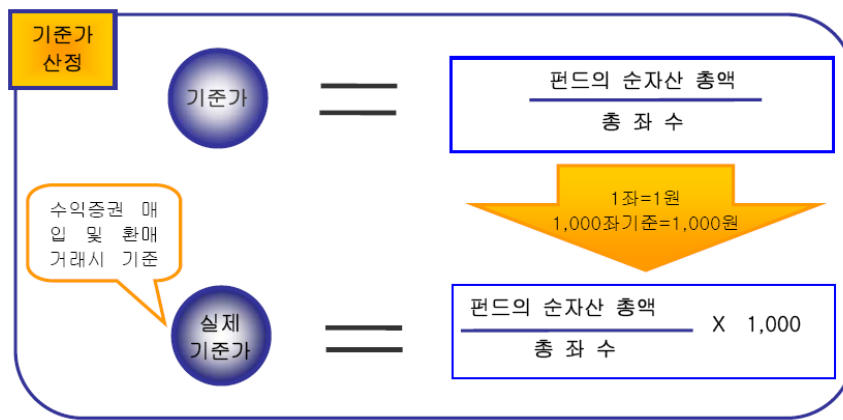 기준가
산정
기준가
펀드의 순자산 총액
총 좌 수
1좌=1원
1,000좌기준=1,000원
수익증권 매
입 및 환매
거래시 기준
실제
기준가
펀드의 순자산 총액
총 좌 수
X 1,000